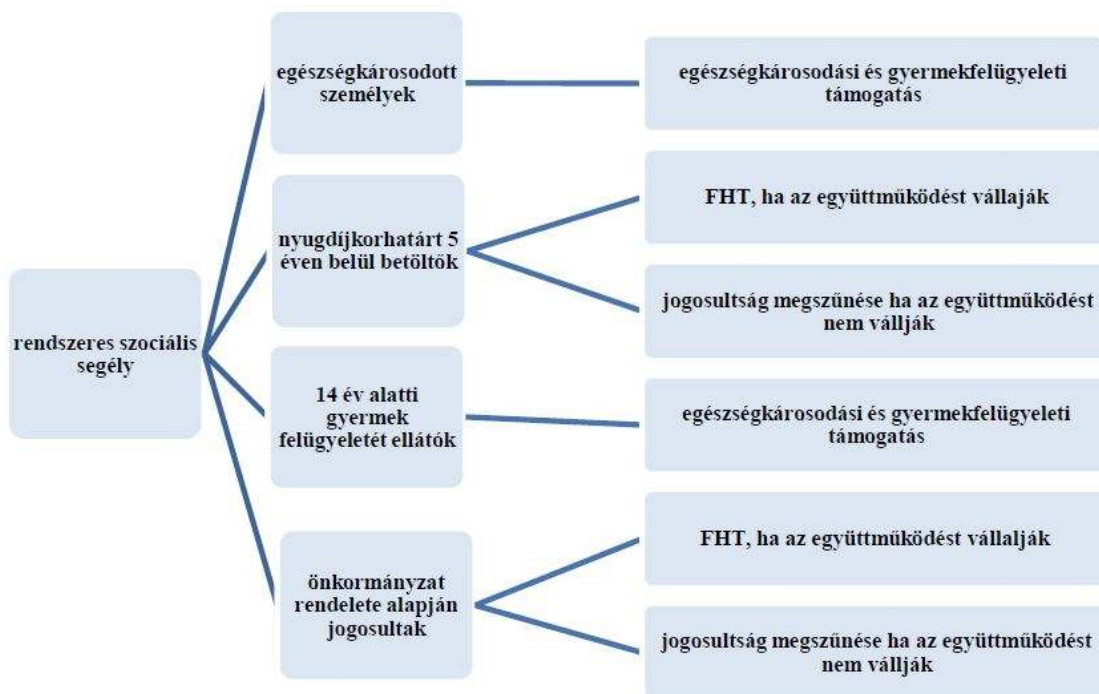 rendszeres szociális
segély
egészségkárosodott
személyek
egészségkárosodási és gyermekfelügyeleti
támogatás
nyugdíjkorhatárt 5
éven belül betöltők
FHT, ha az együttműködést vállaják
jogosultság megszűnése ha az együttműködést
nem vállják
14 év alatti
gyermek
felügyeletét ellátók
egészségkárosodási és gyermekfelügyeleti
támogatás
önkormányzat
rendelete alapján
jogosultak
FHT, ha az együttműködést vállalják
jogosultság megszűnése ha az együttműködést
nem vállják